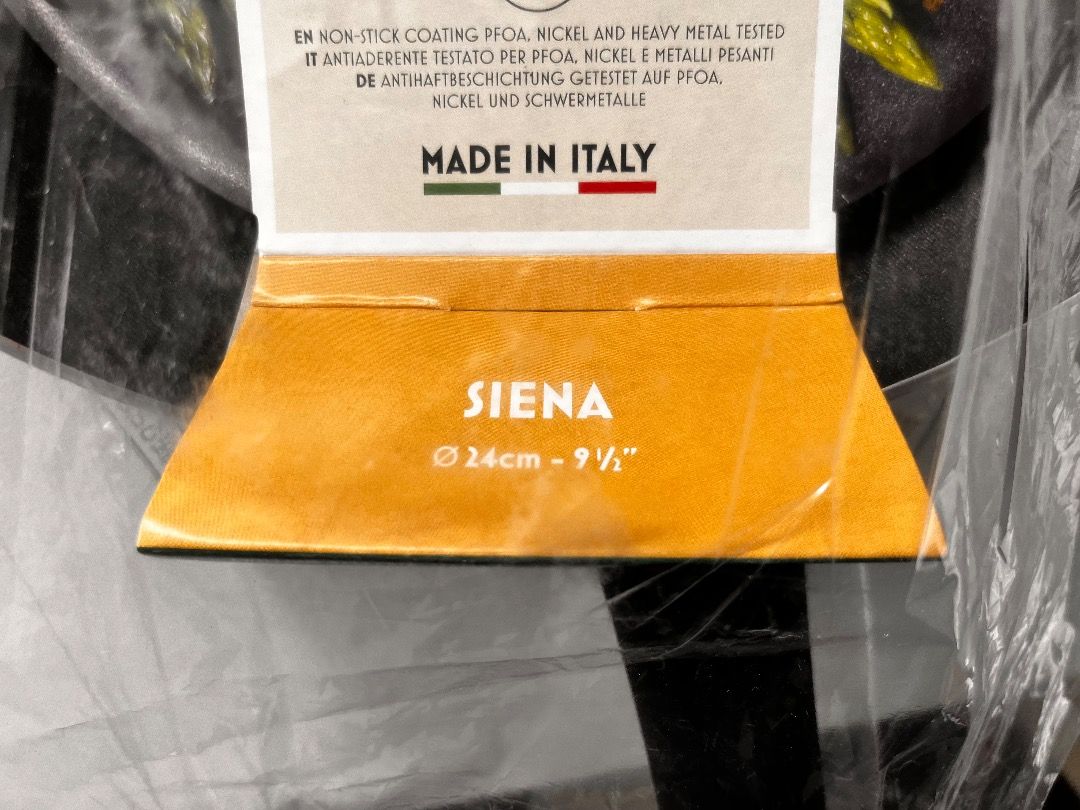 EN NON-STICK COATING PFOA, NICKEL AND HEAVY METAL TESTED
IT ANTIADERENTE TESTATO PER PFOA, NICKEL E METALLI PESANTI
DE ANTIHAFTBESCHICHTUNG GETESTET AUF PFOA,
NICKEL UND SCHWERMETALLE
MADE IN ITALY
SIENA
Ø 24cm - 9 ½"